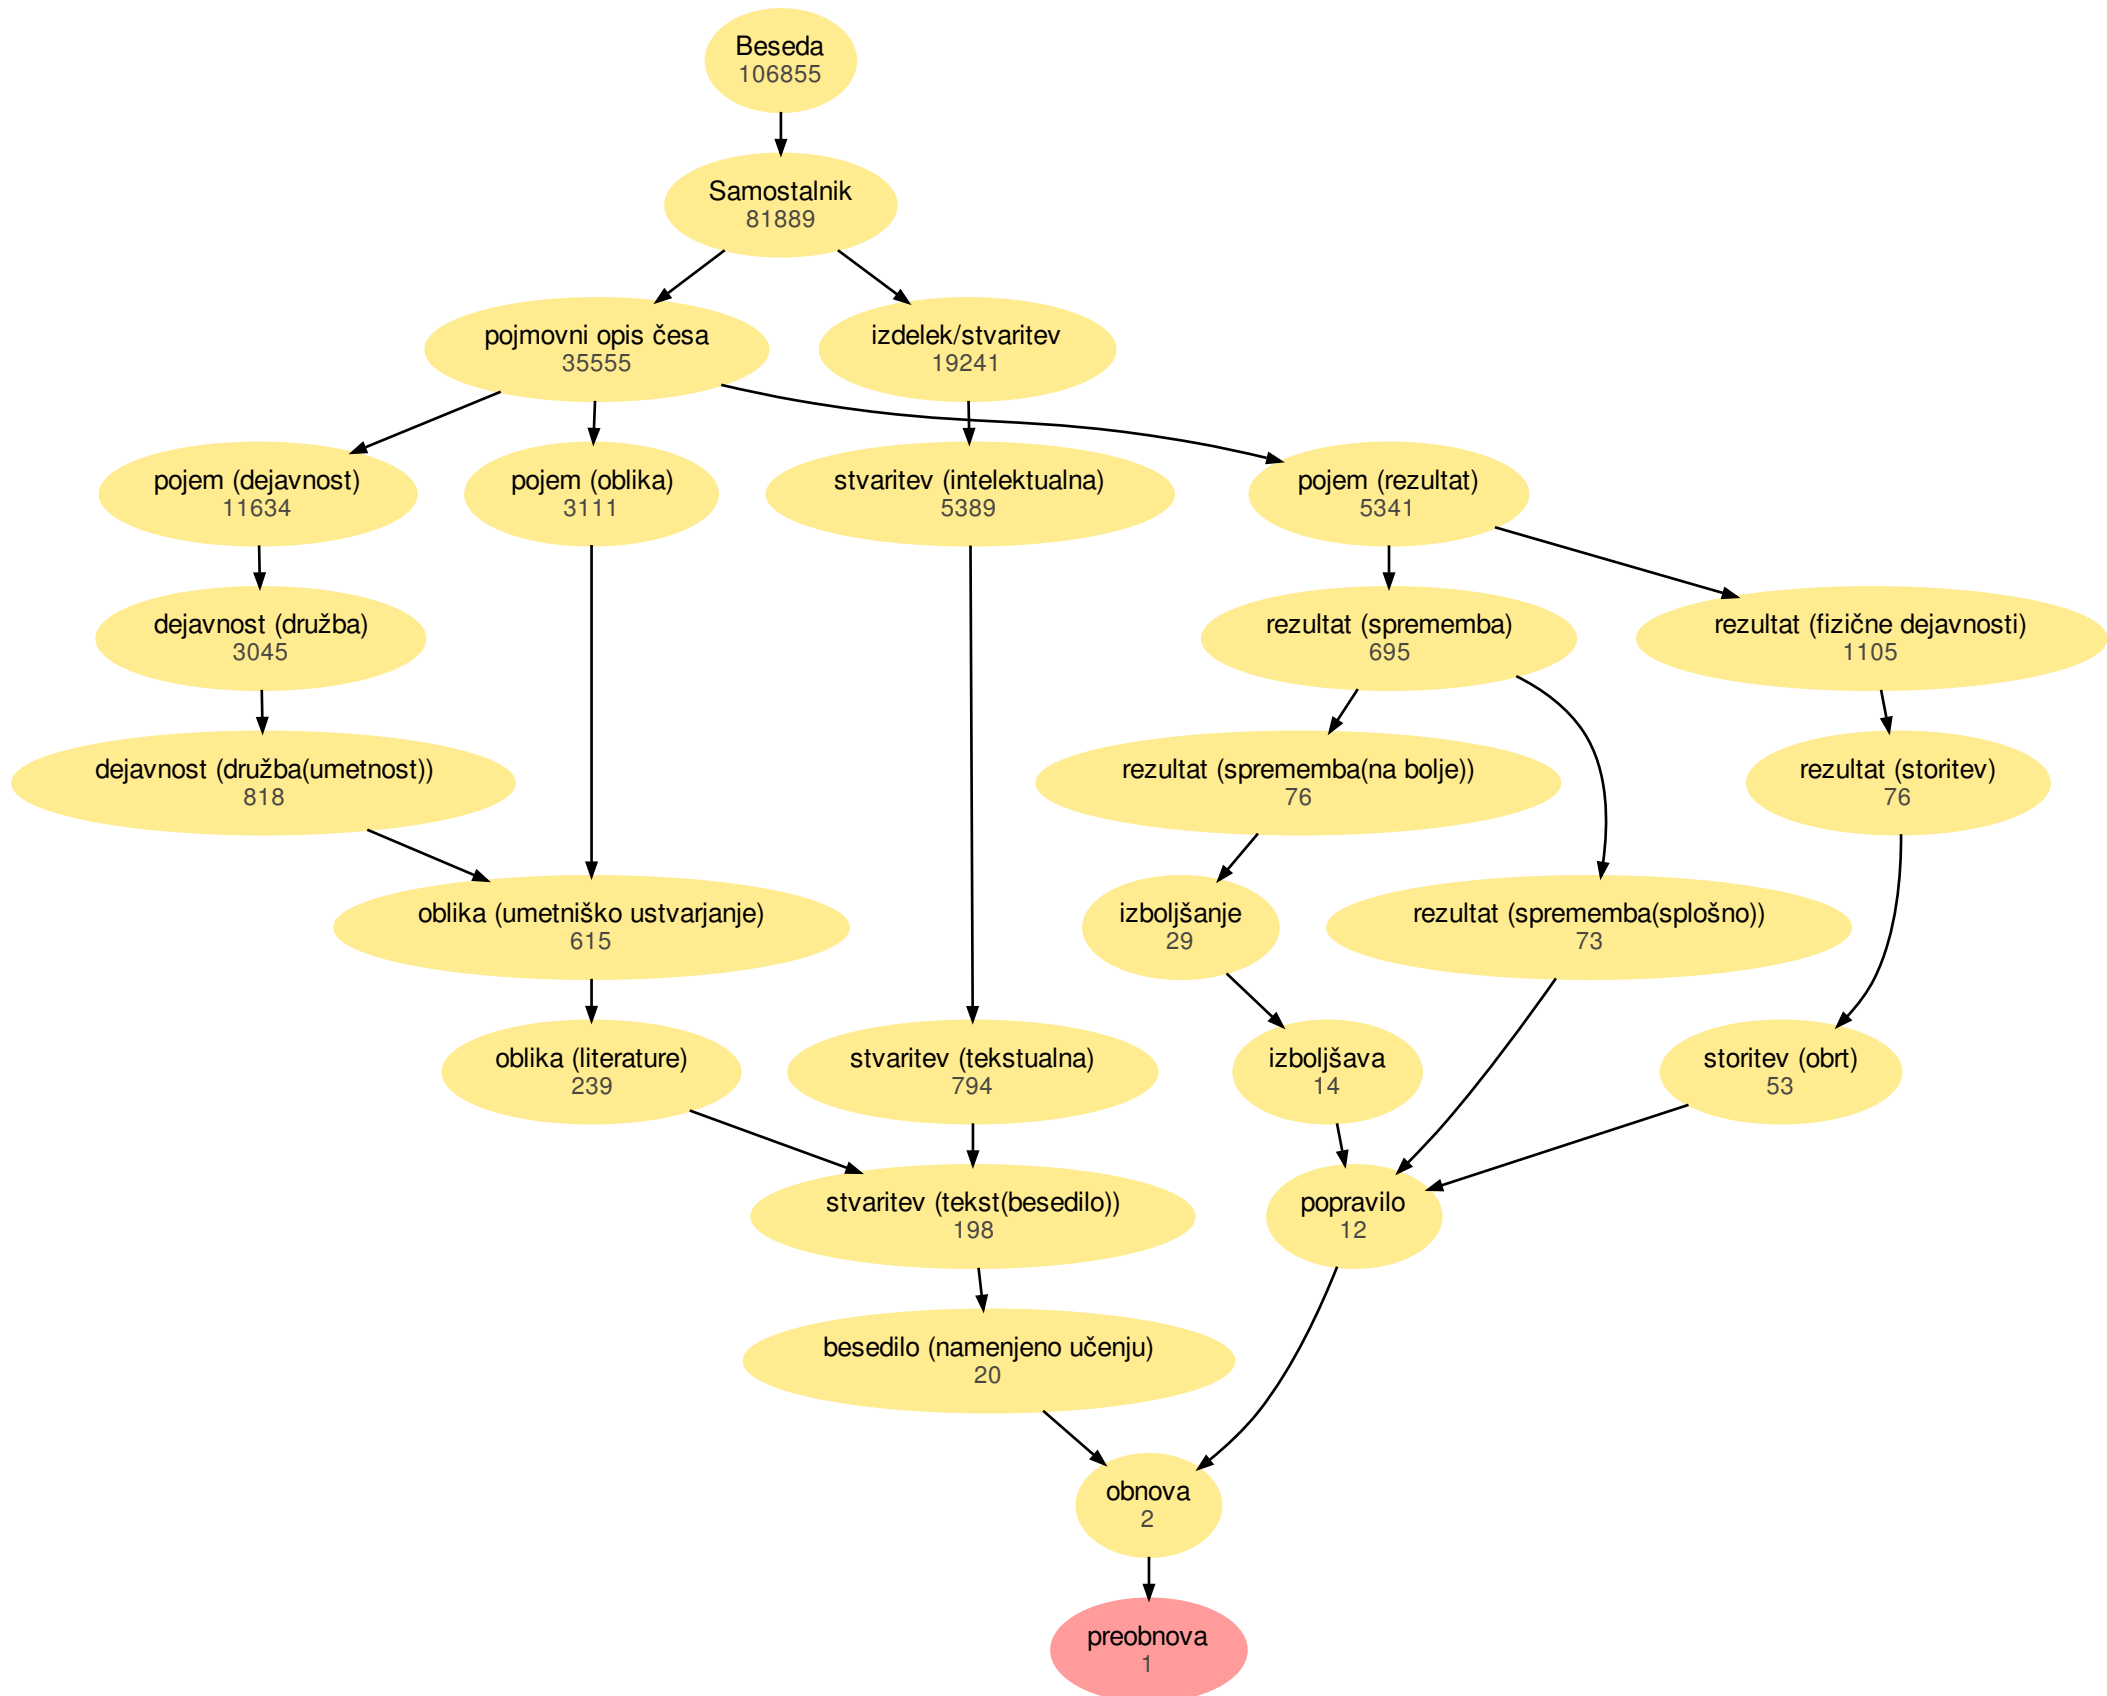 Beseda
106855
Samostalnik
81889
pojmovni opis česa
35555
izdelek/stvaritev
19241
pojem (dejavnost)
11634
pojem (oblika)
3111
stvaritev (intelektualna)
5389
pojem (rezultat)
5341
dejavnost (družba)
3045
rezultat (sprememba)
695
rezultat (fizične dejavnosti)
1105
dejavnost (družba(umetnost))
818
rezultat (sprememba(na bolje))
76
rezultat (storitev)
76
oblika (umetniško ustvarjanje)
615
izboljšanje
29
rezultat (sprememba(splošno))
73
oblika (literature)
239
stvaritev (tekstualna)
794
izboljšava
14
storitev (obrt)
53
stvaritev (tekst(besedilo))
198
popravilo
12
besedilo (namenjeno učenju)
20
obnova
2
preobnova
1